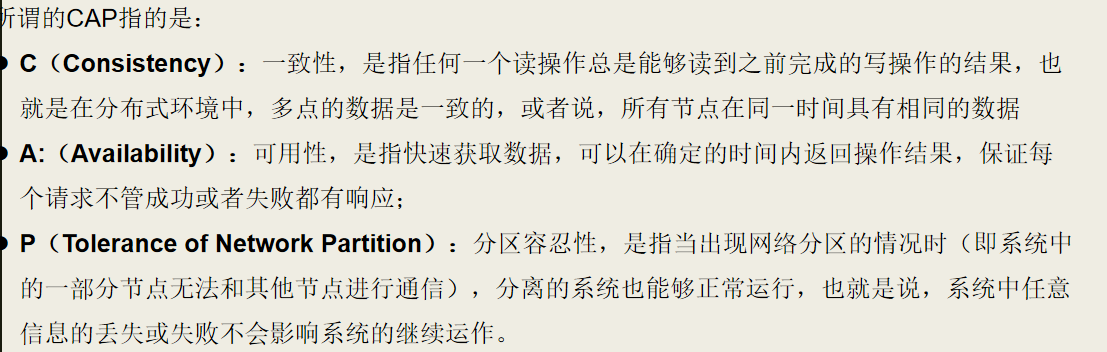 所谓的CAP指的是：
● C（Consistency）：一致性，是指任何一个读操作总是能够读到之前完成的写操作的结果，也
就是在分布式环境中，多点的数据是一致的，或者说，所有节点在同一时间具有相同的数据
● A:（Availability）：可用性，是指快速获取数据，可以在确定的时间内返回操作结果，保证每
个请求不管成功或者失败都有响应；
● P（Tolerance of Network Partition）：分区容忍性，是指当出现网络分区的情况时（即系统中
的一部分节点无法和其他节点进行通信），分离的系统也能够正常运行，也就是说，系统中任意
信息的丢失或失败不会影响系统的继续运作。